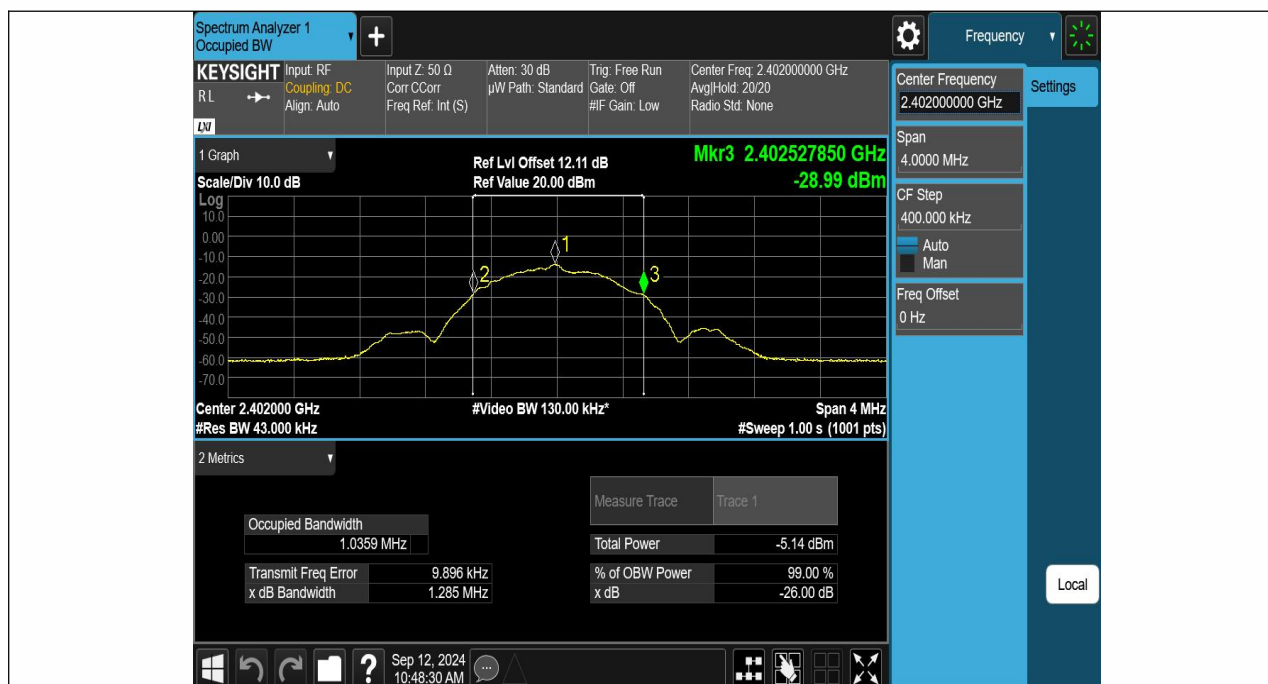 Spectrum Analyzer 1
Occupied BW
+
Frequency
KEYSIGHT
RL
LXI
Input: RF
Coupling: DC
Align: Auto
Input Z: 50 Ω
Corr CCorr
Freq Ref: Int (S)
Atten: 30 dB
µW Path: Standard
Trig: Free Run
Gate: Off
#IF Gain: Low
Center Freq: 2.402000000 GHz
Avg|Hold: 20/20
Radio Std: None
1 Graph
Scale/Div 10.0 dB
Log
Ref Lvl Offset 12.11 dB
Ref Value 20.00 dBm
Mkr3 2.402527850 GHz
-28.99 dBm
10.0
0.00
-10.0
-20.0
-30.0
-40.0
-50.0
-60.0
-70.0
1
2
3
Center 2.402000 GHz
#Res BW 43.000 kHz
#Video BW 130.00 kHz*
Span 4 MHz
#Sweep 1.00 s (1001 pts)
2 Metrics
Measure Trace
Trace 1
Occupied Bandwidth
1.0359 MHz
Total Power
-5.14 dBm
Transmit Freq Error
9.896 kHz
% of OBW Power
99.00 %
x dB Bandwidth
1.285 MHz
x dB
-26.00 dB
Center Frequency
2.402000000 GHz
Settings
Span
4.0000 MHz
CF Step
400.000 kHz
Auto
Man
Freq Offset
0 Hz
Local
?
Sep 12, 2024
10:48:30 AM